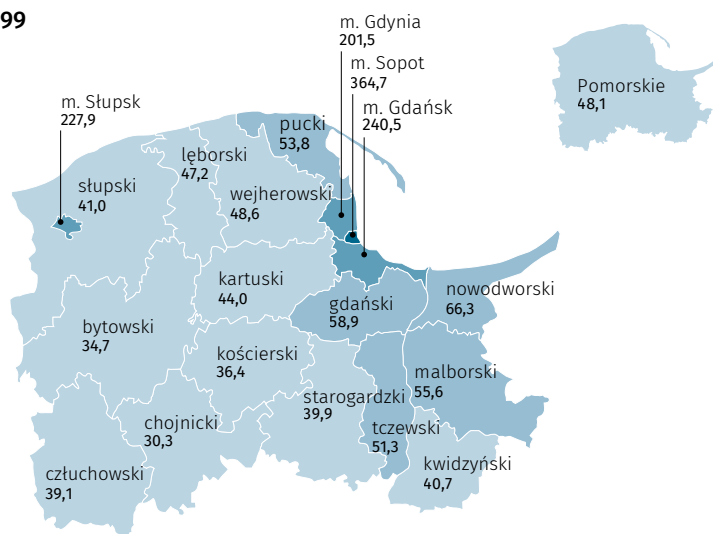 99
m. Gdynia
201,5
m. Sopot
364,7
m. Gdańsk
240,5
Pomorskie
48,1
m. Słupsk
227,9
pucki
53,8
lęborski
47,2
słupski
41,0
wejherowski
48,6
kartuski
44,0
nowodworski
66,3
gdański
58,9
bytowski
34,7
kościerski
36,4
malborski
55,6
starogardzki
39,9
chojnicki
30,3
tczewski
51,3
kwidzyński
40,7
człuchowski
39,1